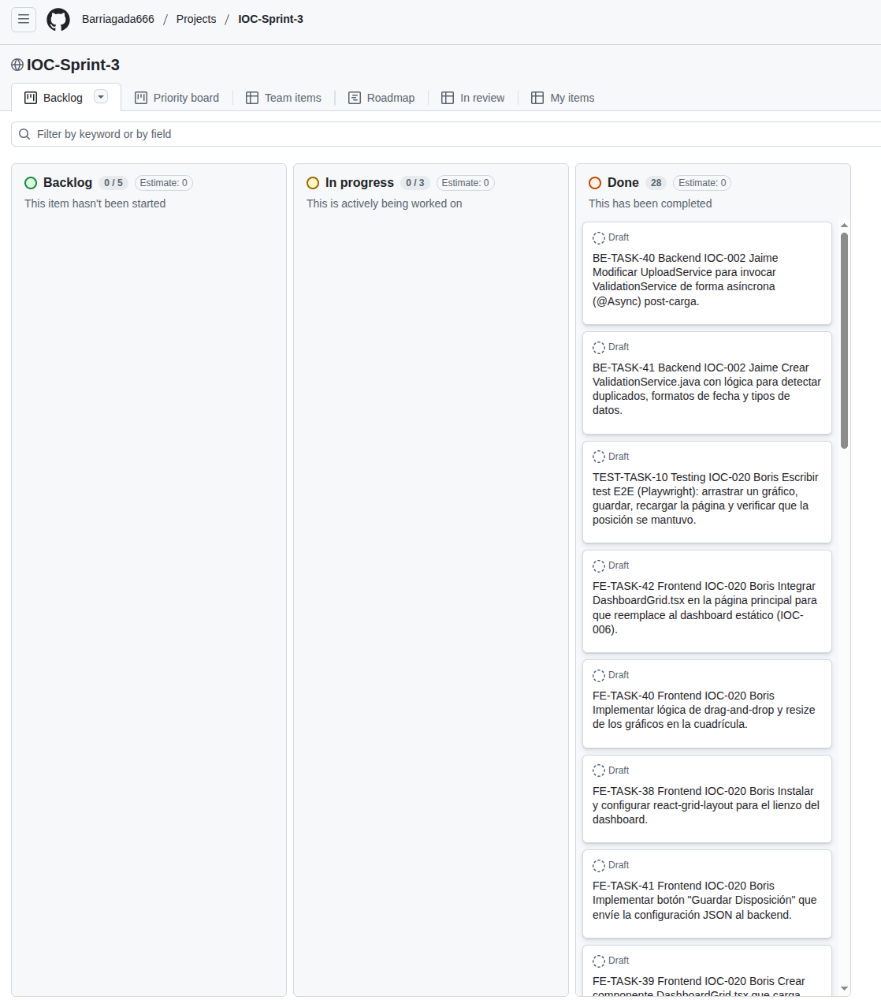 Barriagada666 / Projects / IOC-Sprint-3
IOC-Sprint-3
Backlog
Priority board
Team items
Roadmap
In review
My items
Filter by keyword or by field
Backlog 0 / 5 Estimate: 0
This item hasn't been started
In progress 0 / 3 Estimate: 0
This is actively being worked on
Done 28 Estimate: 0
This has been completed
Draft
BE-TASK-40 Backend IOC-002 Jaime
Modificar UploadService para invocar
ValidationService de forma asíncrona
(@Async) post-carga.
Draft
BE-TASK-41 Backend IOC-002 Jaime Crear
ValidationService.java con lógica para detectar
duplicados, formatos de fecha y tipos de
datos.
Draft
TEST-TASK-10 Testing IOC-020 Boris Escribir
test E2E (Playwright): arrastrar un gráfico,
guardar, recargar la página y verificar que la
posición se mantuvo.
Draft
FE-TASK-42 Frontend IOC-020 Boris Integrar
DashboardGrid.tsx en la página principal para
que reemplace al dashboard estático (IOC-
006).
Draft
FE-TASK-40 Frontend IOC-020 Boris
Implementar lógica de drag-and-drop y resize
de los gráficos en la cuadrícula.
Draft
FE-TASK-38 Frontend IOC-020 Boris Instalar
y configurar react-grid-layout para el lienzo del
dashboard.
Draft
FE-TASK-41 Frontend IOC-020 Boris
Implementar botón "Guardar Disposición" que
envíe la configuración JSON al backend.
Draft
FE-TASK-39 Frontend IOC-020 Boris Crear
componente DashboardGrid.tsx que carga